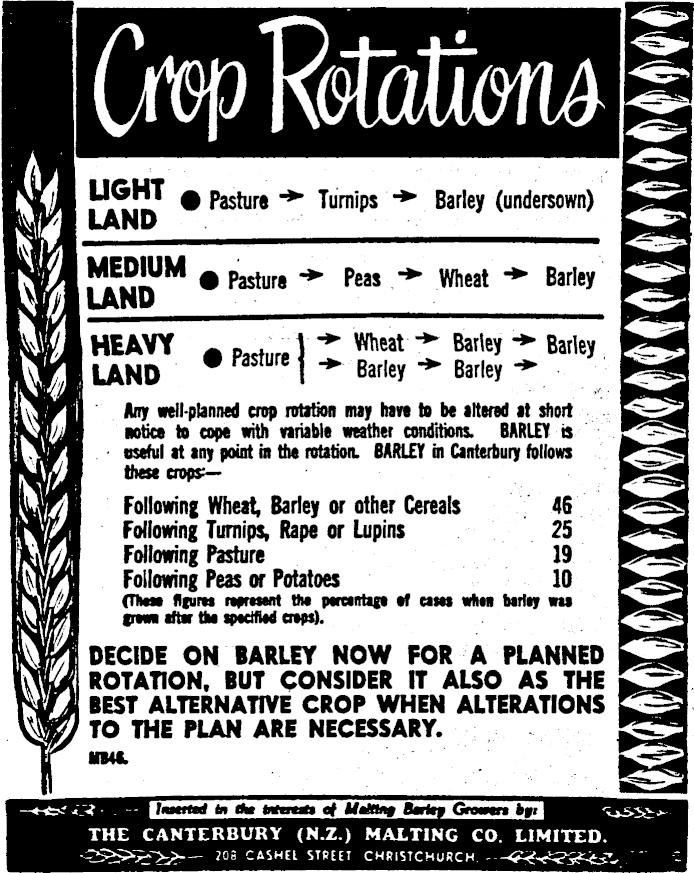 Crop Rotations
LIGHT LAND ● Pasture → Turnips → Barley (undersown)
MEDIUM LAND ● Pasture → Peas → Wheat → Barley
HEAVY LAND ● Pasture { → Wheat → Barley → Barley
→ Barley → Barley →
Any well-planned crop rotation may have to be altered at short
notice to cope with variable weather conditions. BARLEY is
useful at any point in the rotation. BARLEY in Canterbury follows
these crops:—
Following Wheat, Barley or other Cereals 46
Following Turnips, Rape or Lupins 25
Following Pasture 19
Following Peas or Potatoes 10
(These figures represent the percentage of cases when barley was
grown after the specified crops).
DECIDE ON BARLEY NOW FOR A PLANNED
ROTATION, BUT CONSIDER IT ALSO AS THE
BEST ALTERNATIVE CROP WHEN ALTERATIONS
TO THE PLAN ARE NECESSARY.
MB46.
Inserted in the interests of Malting Barley Growers by:
THE CANTERBURY (N.Z.) MALTING CO. LIMITED.
208 CASHEL STREET CHRISTCHURCH